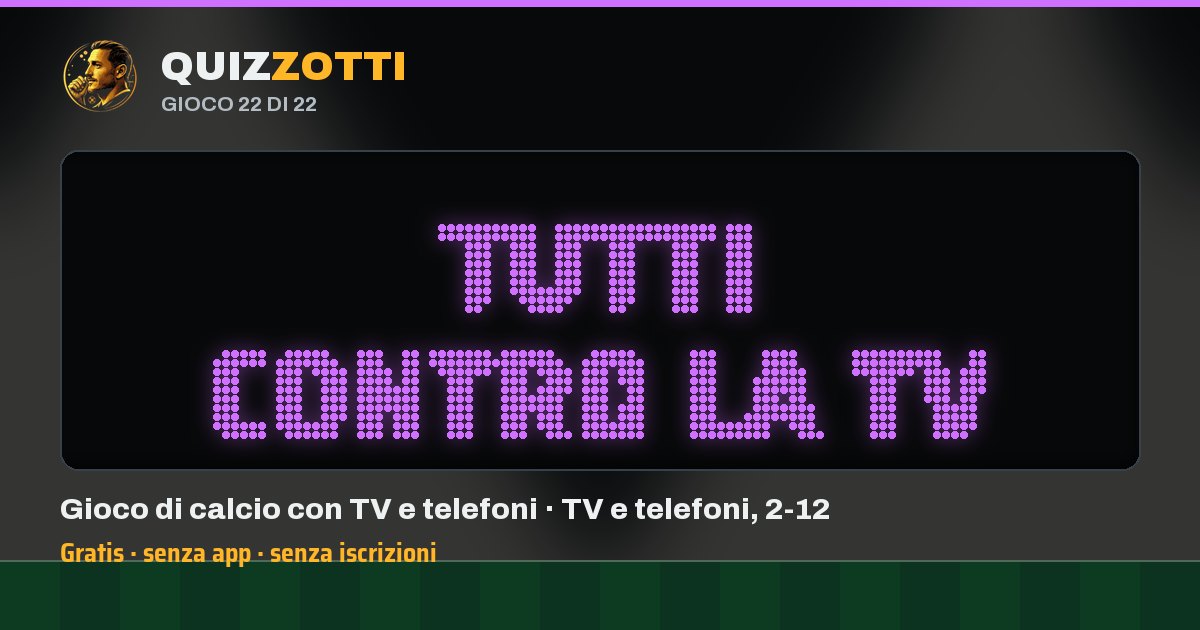 QUIZZOTTI
GIOCO 22 DI 22
TUTTI
CONTRO LA TV
Gioco di calcio con TV e telefoni · TV e telefoni, 2-12
Gratis · senza app · senza iscrizioni